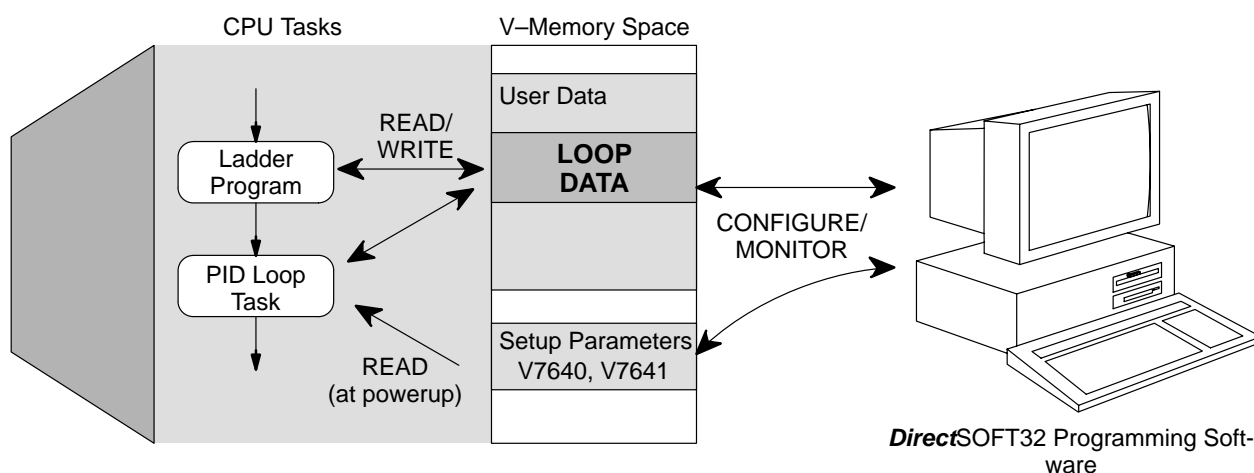 CPU Tasks
V–Memory Space
User Data
READ/
WRITE
LOOP
DATA
Ladder
Program
CONFIGURE/
MONITOR
PID Loop
Task
Setup Parameters
V7640, V7641
READ
(at powerup)
DirectSOFT32 Programming Soft-
ware